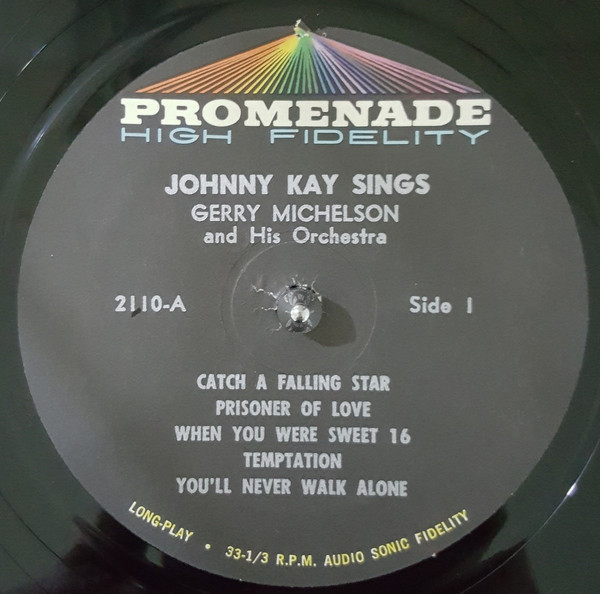 PROMENADE
HIGH FIDELITY
JOHNNY KAY SINGS
GERRY MICHELSON
and His Orchestra
2110-A Side 1
CATCH A FALLING STAR
PRISONER OF LOVE
WHEN YOU WERE SWEET 16
TEMPTATION
YOU'LL NEVER WALK ALONE
LONG-PLAY • 33-1/3 R.P.M. AUDIO SONIC FIDELITY